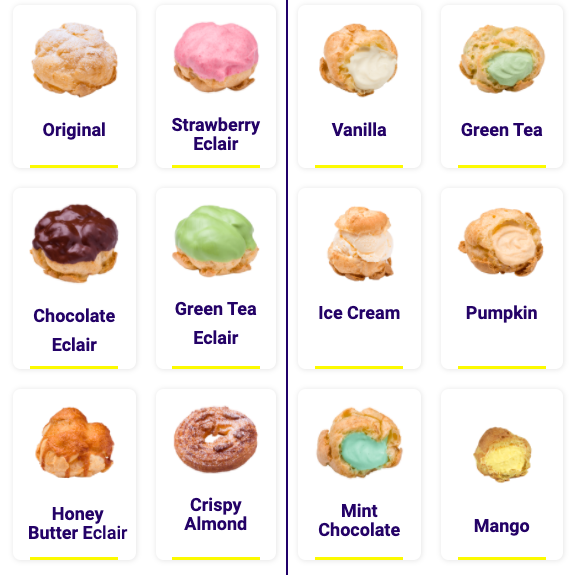 Original
Strawberry
Eclair
Vanilla
Green Tea
Chocolate
Eclair
Green Tea
Eclair
Ice Cream
Pumpkin
Honey
Butter Eclair
Crispy
Almond
Mint
Chocolate
Mango